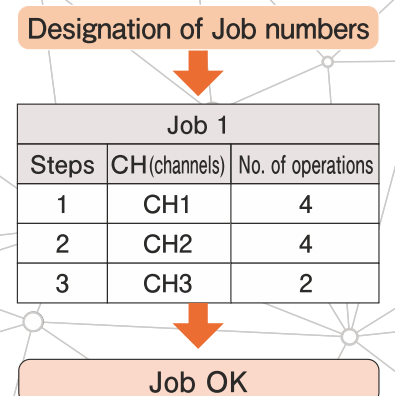 Designation of Job numbers
Job 1
Steps CH(channels) No. of operations
1 CH1 4
2 CH2 4
3 CH3 2
Job OK